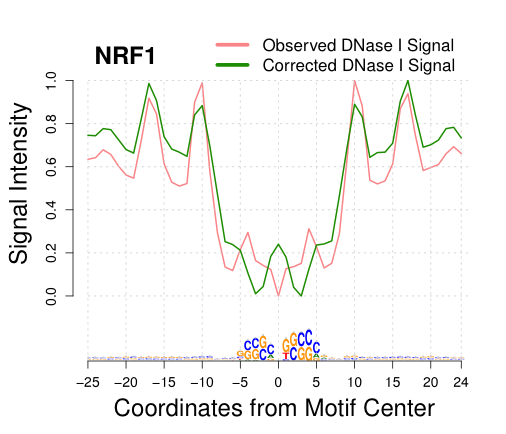 NRF1
Observed DNase I Signal
Corrected DNase I Signal
Signal Intensity
1.0
0.8
0.6
0.4
0.2
0.0
−25 −20 −15 −10 −5 0 5 10 15 20 24
Coordinates from Motif Center